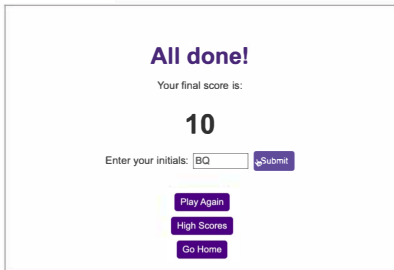 All done!
Your final score is:
10
Enter your initials: BQ Submit
Play Again
High Scores
Go Home